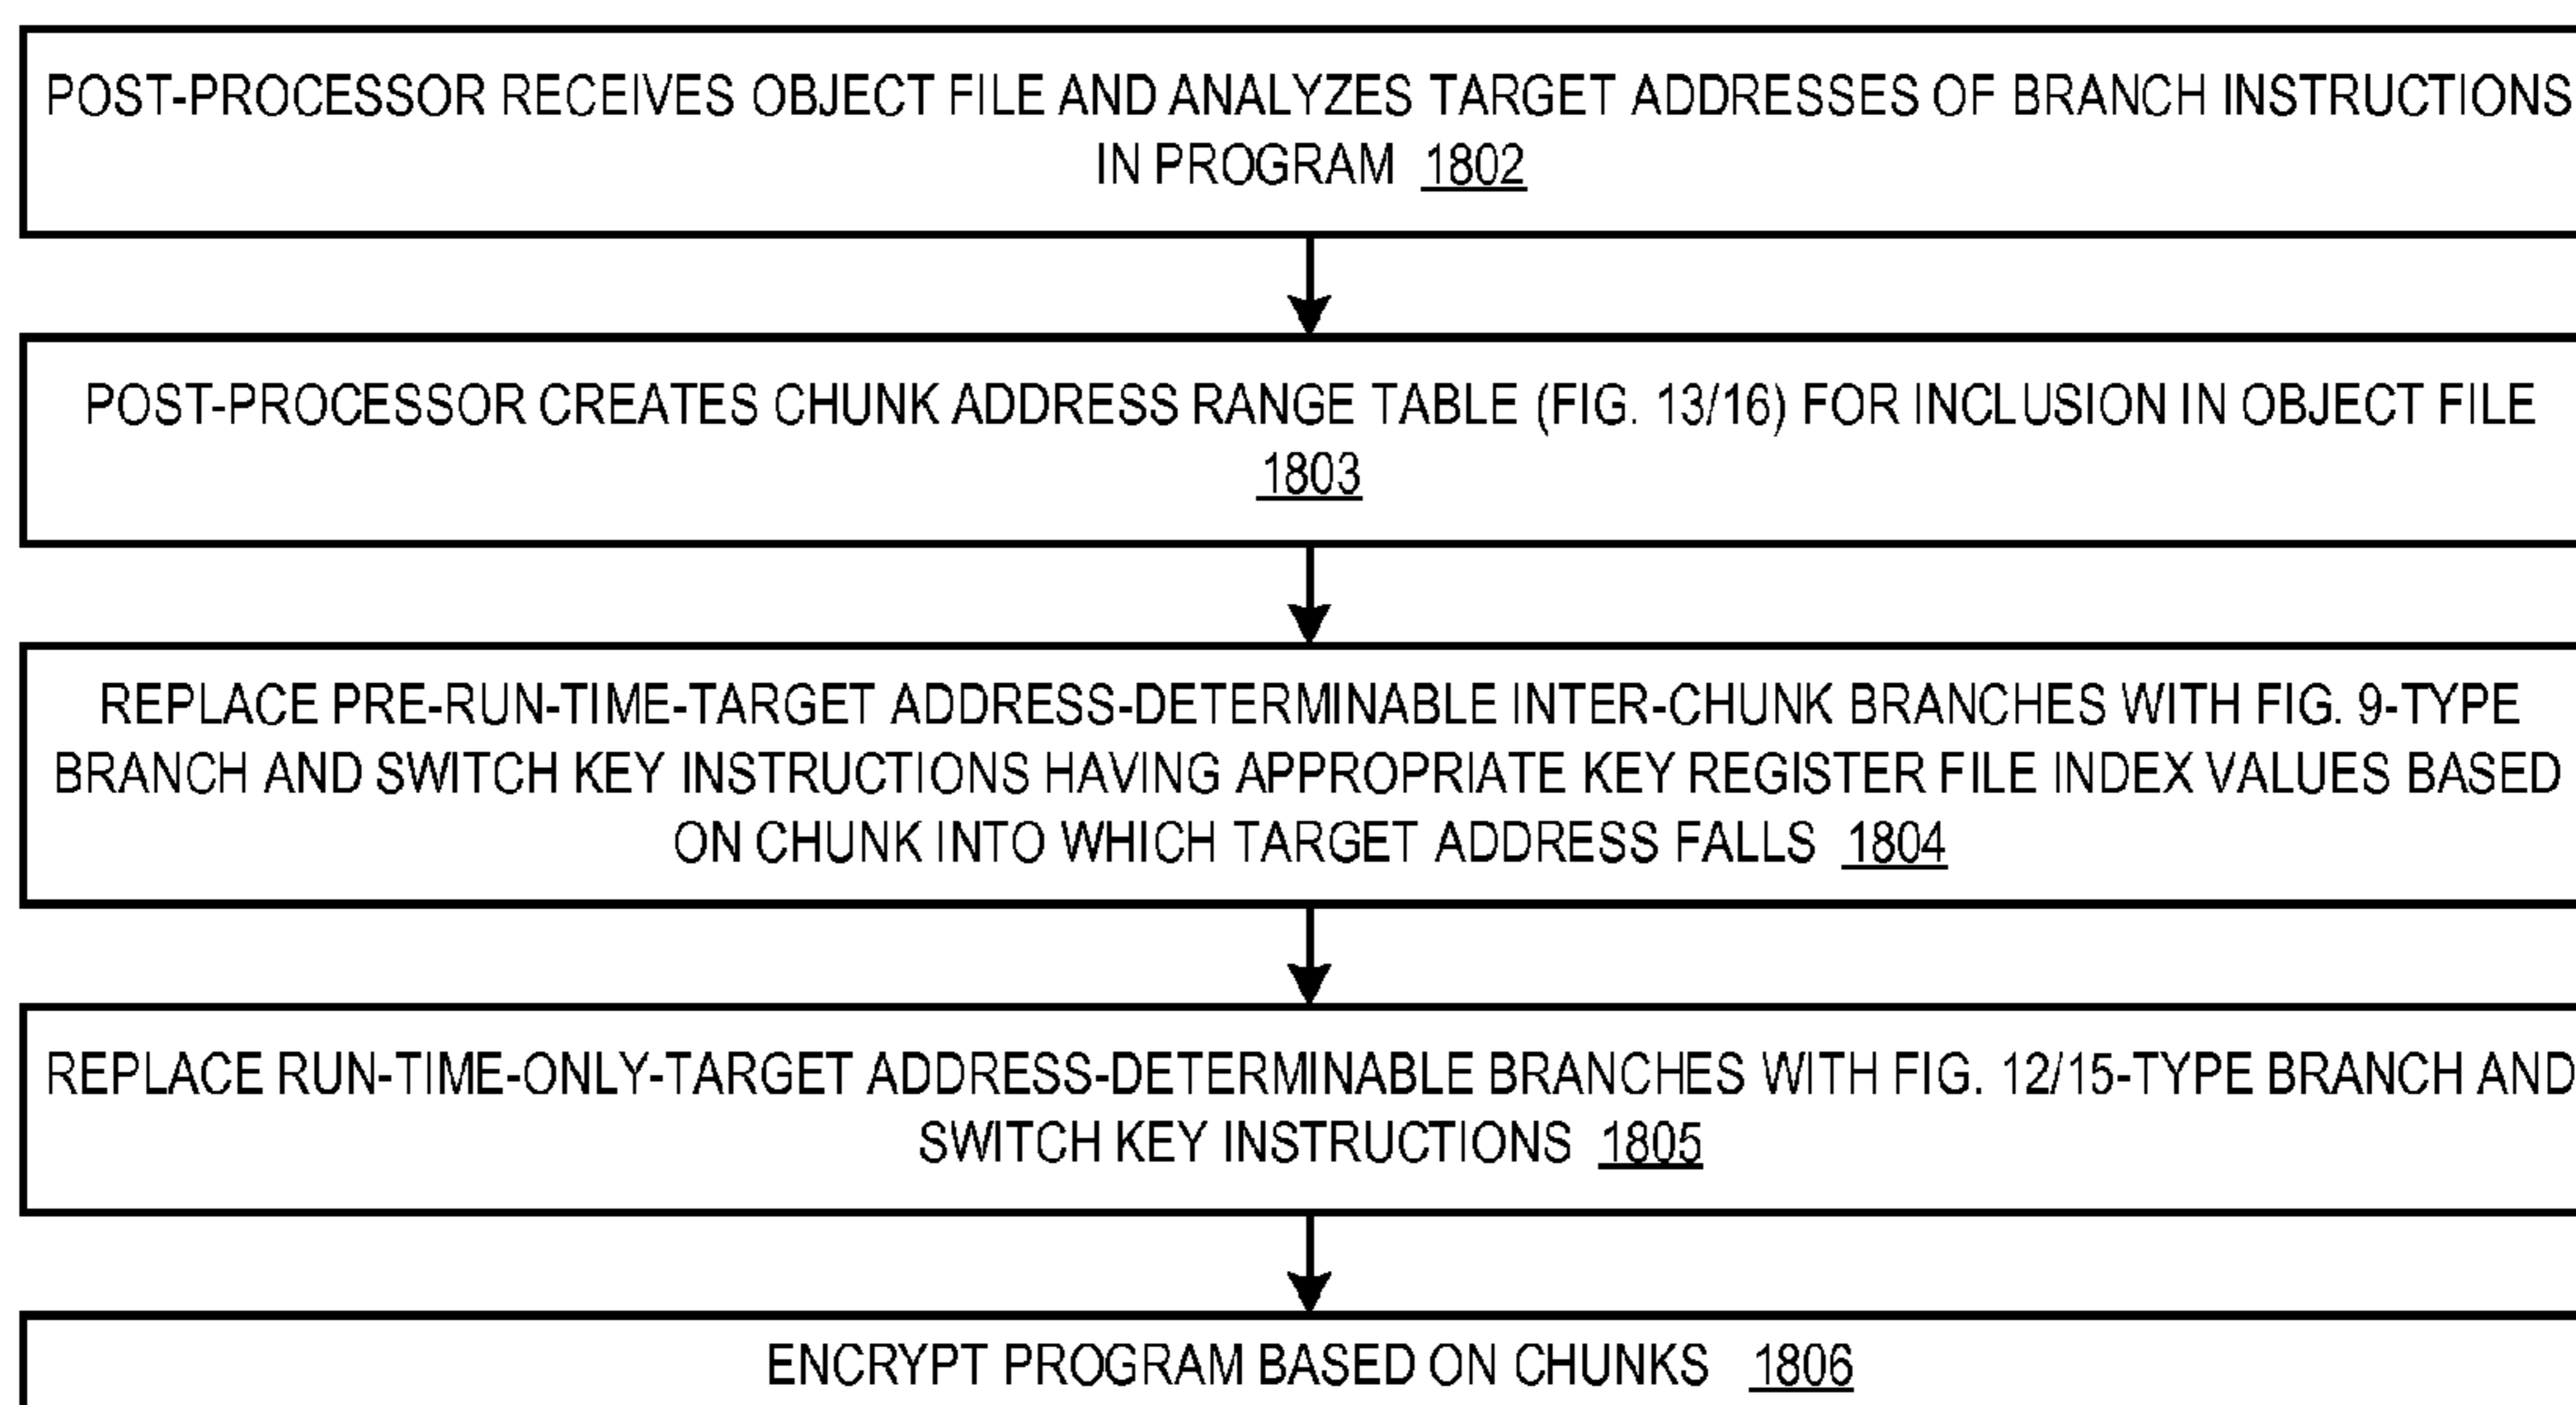 POST-PROCESSOR RECEIVES OBJECT FILE AND ANALYZES TARGET ADDRESSES OF BRANCH INSTRUCTIONS
IN PROGRAM 1802
POST-PROCESSOR CREATES CHUNK ADDRESS RANGE TABLE (FIG. 13/16) FOR INCLUSION IN OBJECT FILE
1803
REPLACE PRE-RUN-TIME-TARGET ADDRESS-DETERMINABLE INTER-CHUNK BRANCHES WITH FIG. 9-TYPE
BRANCH AND SWITCH KEY INSTRUCTIONS HAVING APPROPRIATE KEY REGISTER FILE INDEX VALUES BASED
ON CHUNK INTO WHICH TARGET ADDRESS FALLS 1804
REPLACE RUN-TIME-ONLY-TARGET ADDRESS-DETERMINABLE BRANCHES WITH FIG. 12/15-TYPE BRANCH AND
SWITCH KEY INSTRUCTIONS 1805
ENCRYPT PROGRAM BASED ON CHUNKS 1806